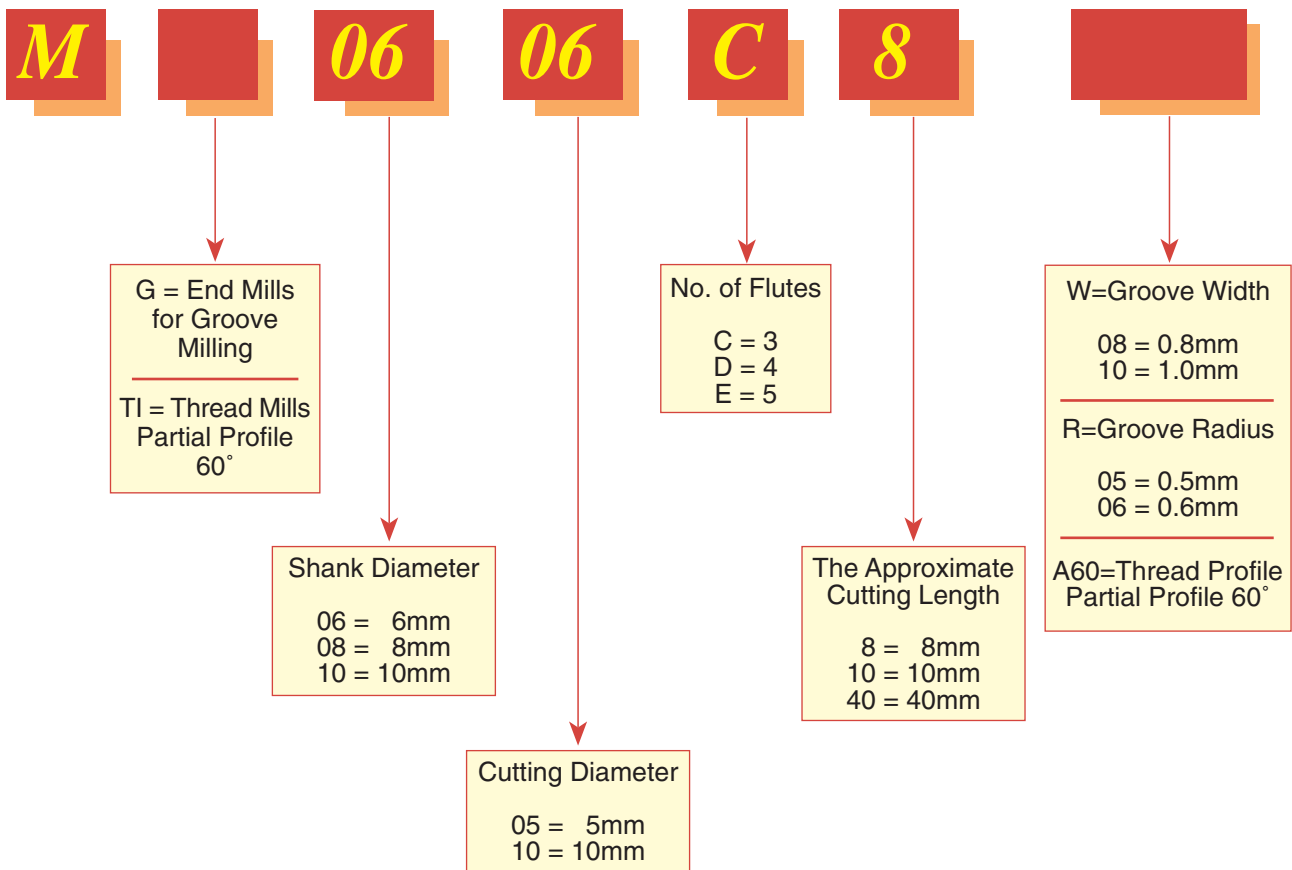 M 06 06 C 8
G = End Mills
for Groove
Milling
TI = Thread Mills
Partial Profile
60˚
Shank Diameter
06 = 6mm
08 = 8mm
10 = 10mm
Cutting Diameter
05 = 5mm
10 = 10mm
No. of Flutes
C = 3
D = 4
E = 5
The Approximate
Cutting Length
8 = 8mm
10 = 10mm
40 = 40mm
W=Groove Width
08 = 0.8mm
10 = 1.0mm
R=Groove Radius
05 = 0.5mm
06 = 0.6mm
A60=Thread Profile
Partial Profile 60˚